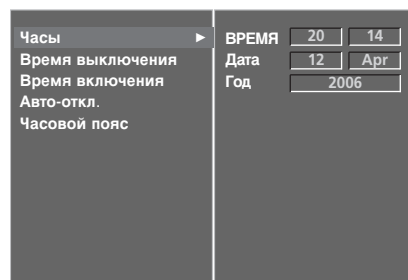 Часы ► ВРЕМЯ 20 14
Время выключения Дата 12 Apr
Время включения Год 2006
Авто-откл.
Часовой пояс